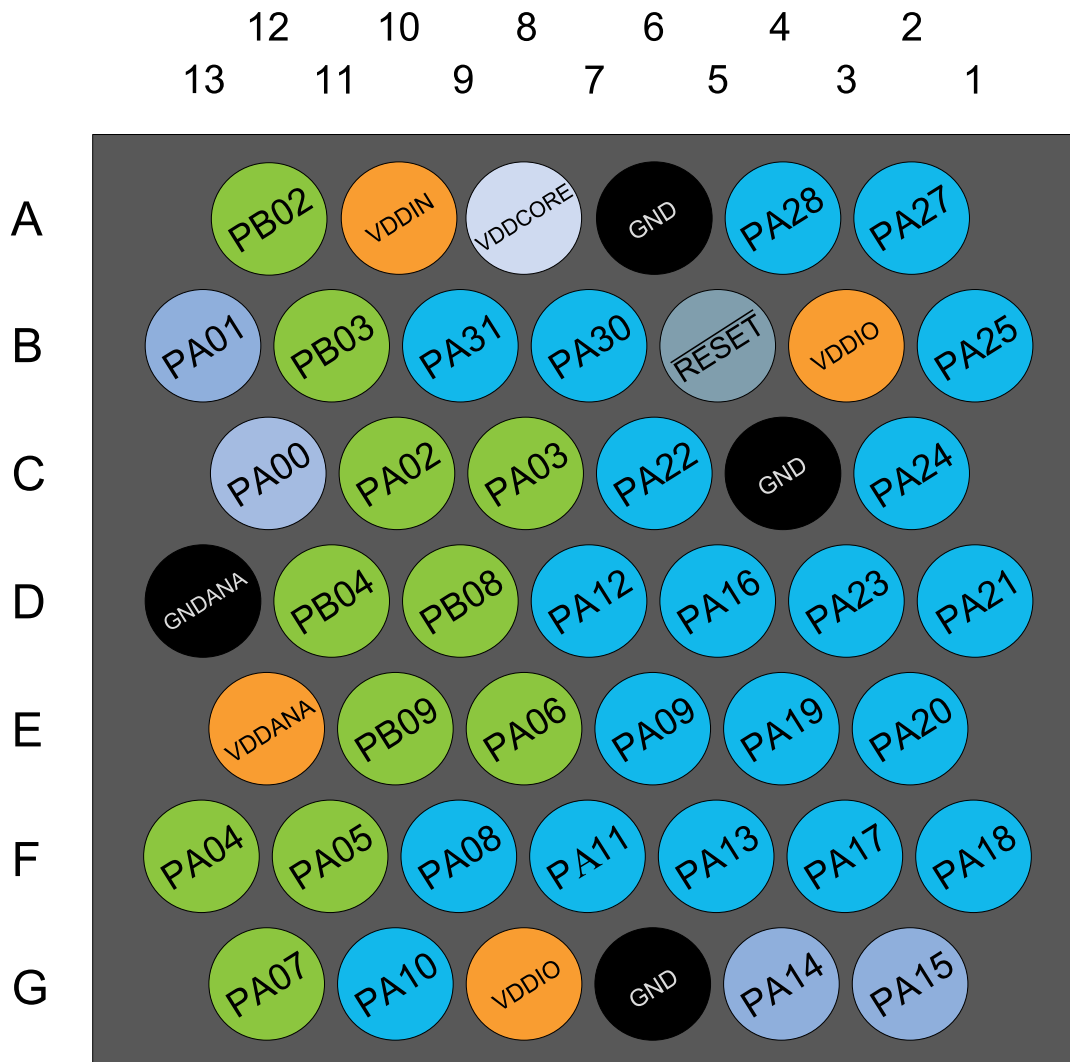 12 10 8 6 4 2
13 11 9 7 5 3 1
A PB02 VDDIN VDDCORE GND PA28 PA27
B PA01 PB03 PA31 PA30 RESET VDDIO PA25
C PA00 PA02 PA03 PA22 GND PA24
D GNDANA PB04 PB08 PA12 PA16 PA23 PA21
E VDDANA PB09 PA06 PA09 PA19 PA20
F PA04 PA05 PA08 PA11 PA13 PA17 PA18
G PA07 PA10 VDDIO GND PA14 PA15